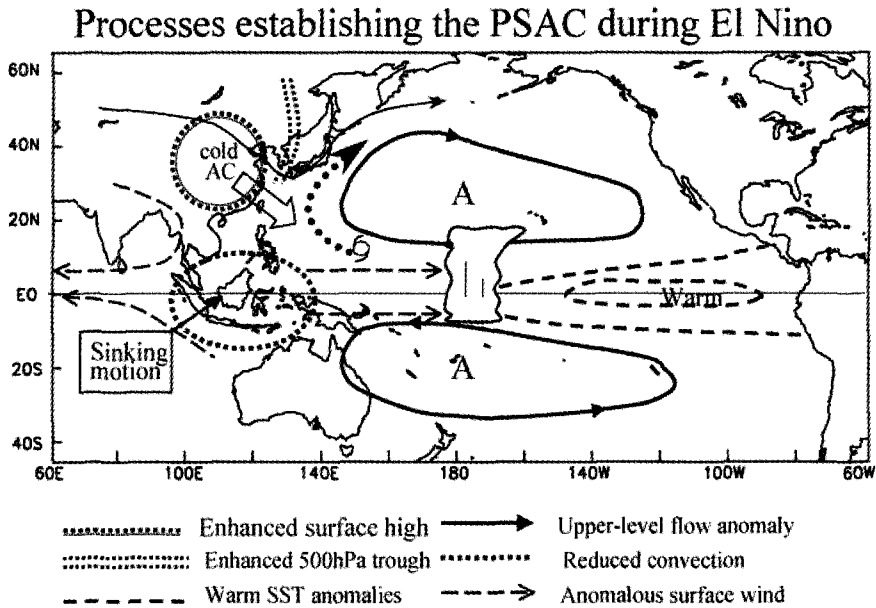 Processes establishing the PSAC during El Nino
60N
40N
20N
EQ
20S
40S
cold
AC
A
Warm
A
Sinking
motion
60E 100E 140E 180 140W 100W 60W
Enhanced surface high Upper-level flow anomaly
Enhanced 500hPa trough Reduced convection
Warm SST anomalies Anomalous surface wind